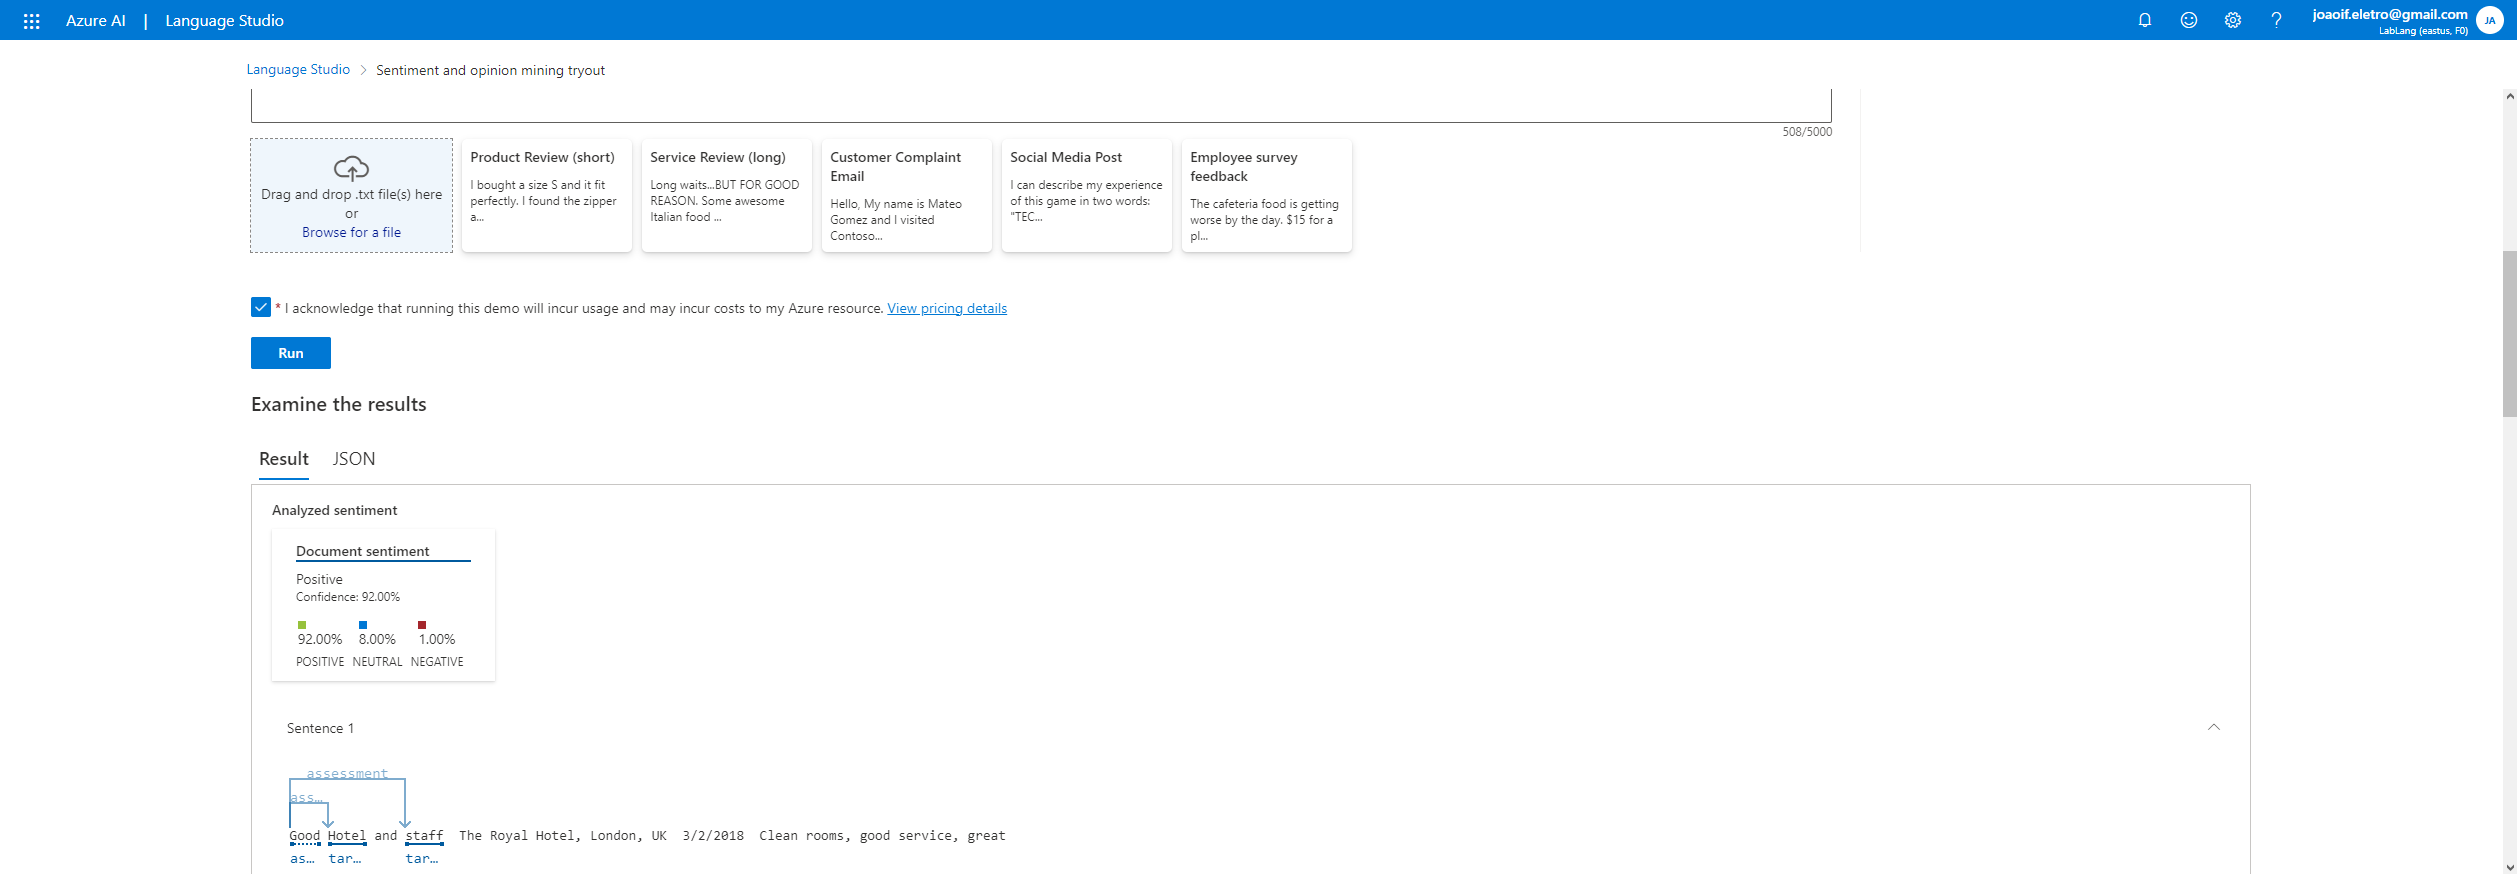 Azure AI | Language Studio
joaoif.eletro@gmail.com
LabLang (eastus, F0)
JA
Language Studio > Sentiment and opinion mining tryout
508/5000
Drag and drop .txt file(s) here
or
Browse for a file
Product Review (short)
I bought a size S and it fit
perfectly. I found the zipper
a...
Service Review (long)
Long waits...BUT FOR GOOD
REASON. Some awesome
Italian food ...
Customer Complaint
Email
Hello, My name is Mateo
Gomez and I visited
Contoso...
Social Media Post
I can describe my experience
of this game in two words:
"TEC...
Employee survey
feedback
The cafeteria food is getting
worse by the day. $15 for a
pl...
* I acknowledge that running this demo will incur usage and may incur costs to my Azure resource. View pricing details
Run
Examine the results
Result JSON
Analyzed sentiment
Document sentiment
Positive
Confidence: 92.00%
92.00% 8.00% 1.00%
POSITIVE NEUTRAL NEGATIVE
Sentence 1
assessment
ass...
Good Hotel and staff  The Royal Hotel, London, UK  3/2/2018  Clean rooms, good service, great
as... tar... tar...